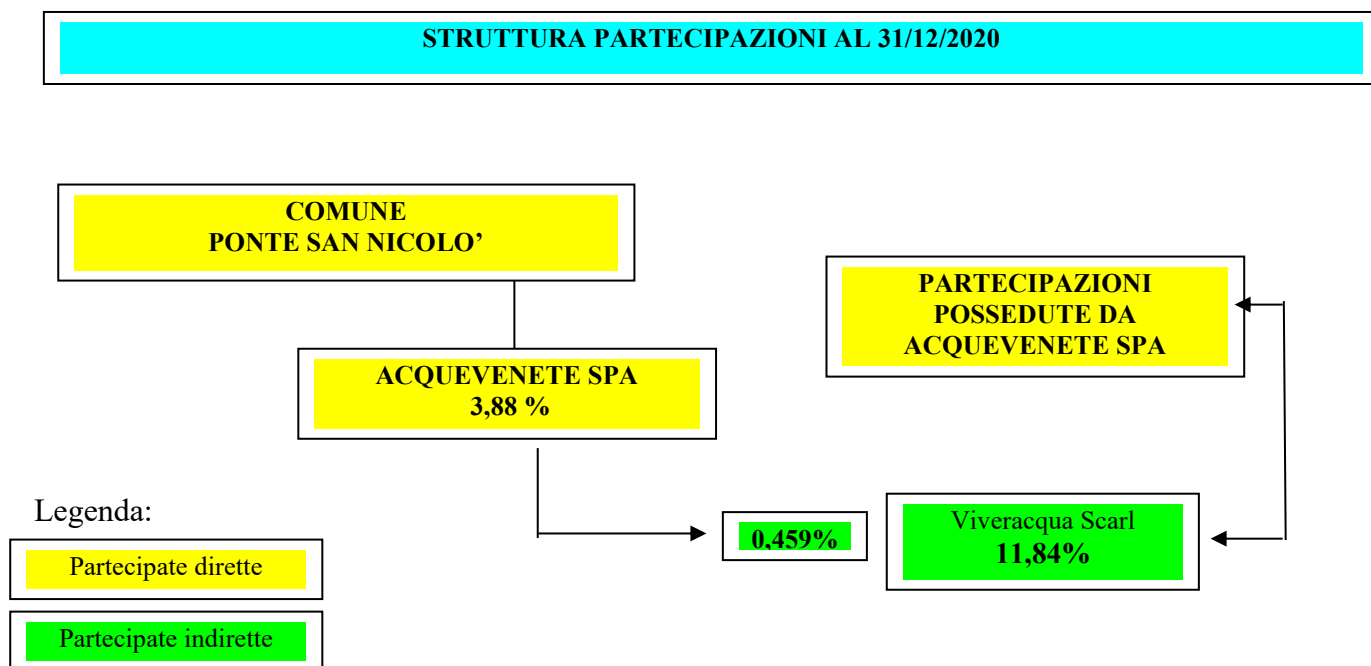 STRUTTURA PARTECIPAZIONI AL 31/12/2020
COMUNE
PONTE SAN NICOLO’
PARTECIPAZIONI
POSSEDUTE DA
ACQUEVENETE SPA
ACQUEVENETE SPA
3,88 %
Legenda:
Partecipate dirette
Partecipate indirette
0,459%
Viveracqua Scarl
11,84%